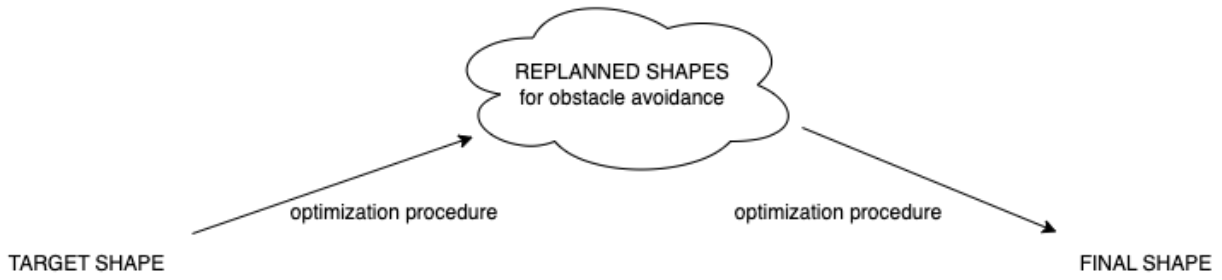 REPLANNED SHAPES
for obstacle avoidance
optimization procedure
optimization procedure
TARGET SHAPE
FINAL SHAPE